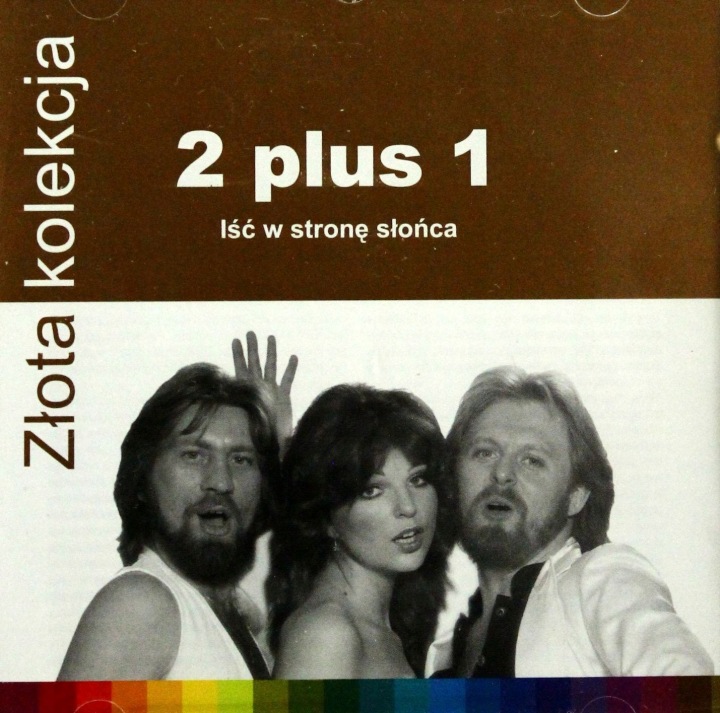 Złota kolekcja
2 plus 1
Iść w stronę słońca